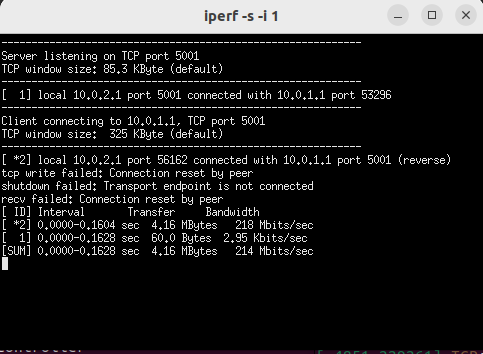 iperf -s -i 1
------------------------------------------------------------
Server listening on TCP port 5001
TCP window size: 85.3 KByte (default)
------------------------------------------------------------
[  1] local 10.0.2.1 port 5001 connected with 10.0.1.1 port 53296
------------------------------------------------------------
Client connecting to 10.0.1.1, TCP port 5001
TCP window size:  325 KByte (default)
------------------------------------------------------------
[ *2] local 10.0.2.1 port 56162 connected with 10.0.1.1 port 5001 (reverse)
tcp write failed: Connection reset by peer
shutdown failed: Transport endpoint is not connected
recv failed: Connection reset by peer
[ ID] Interval       Transfer     Bandwidth
[ *2] 0.0000-0.1604 sec  4.16 MBytes   218 Mbits/sec
[  1] 0.0000-0.1628 sec  60.0 Bytes  2.95 Kbits/sec
[SUM] 0.0000-0.1628 sec  4.16 MBytes   214 Mbits/sec